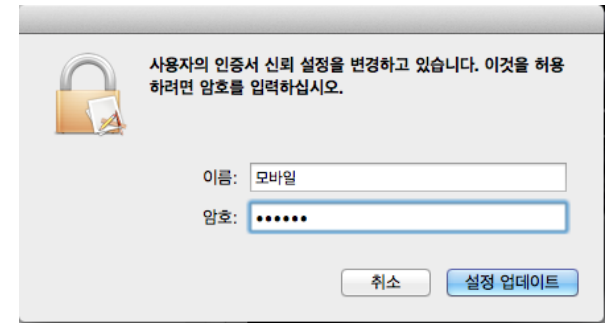 사용자의 인증서 신뢰 설정을 변경하고 있습니다. 이것을 허용
하려면 암호를 입력하십시오.
이름: 모바일
암호: ••••••
취소 설정 업데이트